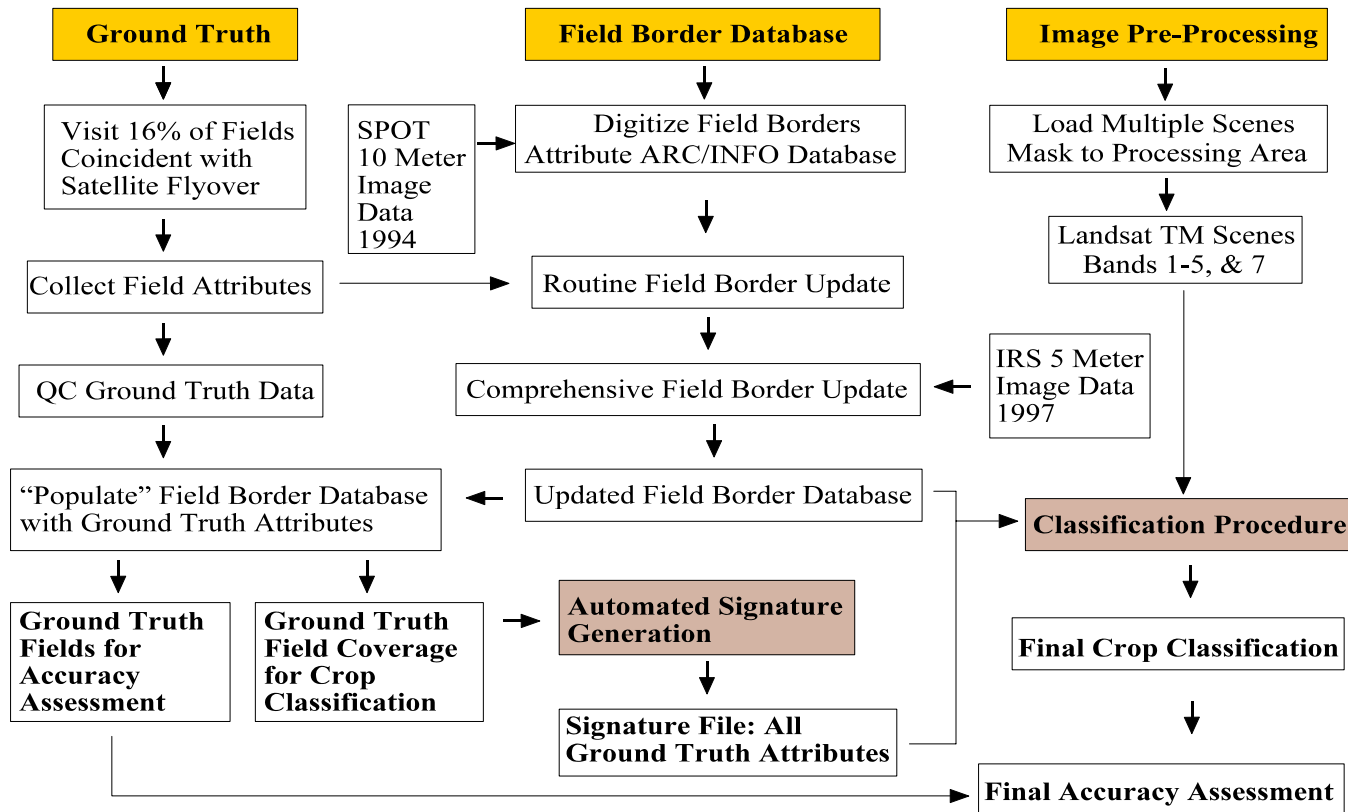 Ground Truth
Field Border Database
Image Pre-Processing
Visit 16% of Fields
Coincident with
Satellite Flyover
SPOT
10 Meter
Image
Data
1994
Digitize Field Borders
Attribute ARC/INFO Database
Load Multiple Scenes
Mask to Processing Area
Landsat TM Scenes
Bands 1-5, & 7
Collect Field Attributes
Routine Field Border Update
QC Ground Truth Data
Comprehensive Field Border Update
IRS 5 Meter
Image Data
1997
“Populate” Field Border Database
with Ground Truth Attributes
Updated Field Border Database
Classification Procedure
Ground Truth
Fields for
Accuracy
Assessment
Ground Truth
Field Coverage
for Crop
Classification
Automated Signature
Generation
Final Crop Classification
Signature File: All
Ground Truth Attributes
Final Accuracy Assessment